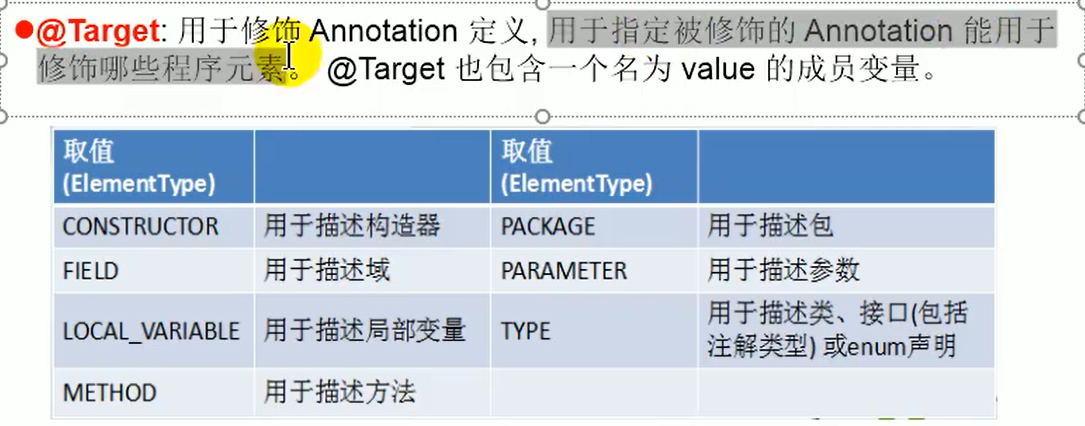 @Target: 用于修饰 Annotation 定义, 用于指定被修饰的 Annotation 能用于
修饰哪些程序元素。 @Target 也包含一个名为 value 的成员变量。
取值
(ElementType)
取值
(ElementType)
CONSTRUCTOR 用于描述构造器 PACKAGE 用于描述包
FIELD 用于描述域 PARAMETER 用于描述参数
LOCAL_VARIABLE 用于描述局部变量 TYPE 用于描述类、接口(包括
注解类型) 或enum声明
METHOD 用于描述方法